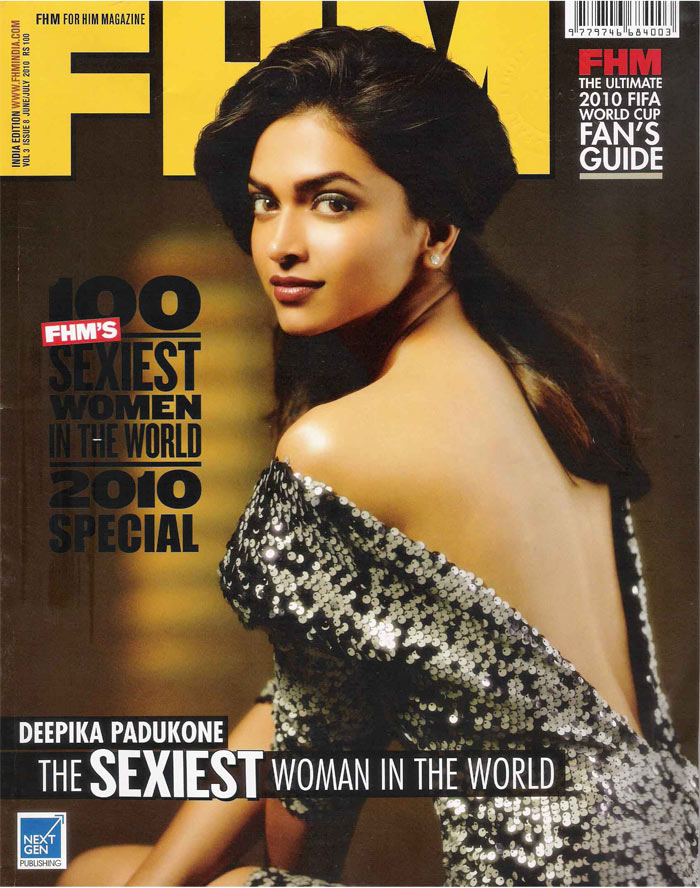 FHM FOR HIM MAGAZINE
FHM
INDIA EDITION WWW.FHMINDIA.COM
VOL 3 ISSUE 8 JUNE/JULY 2010 RS 100
9 779746 684003
FHM
THE ULTIMATE
2010 FIFA
WORLD CUP
FAN'S
GUIDE
100
FHM'S
SEXIEST
WOMEN
IN THE WORLD
2010
SPECIAL
DEEPIKA PADUKONE
THE SEXIEST WOMAN IN THE WORLD
NEXT
GEN
PUBLISHING